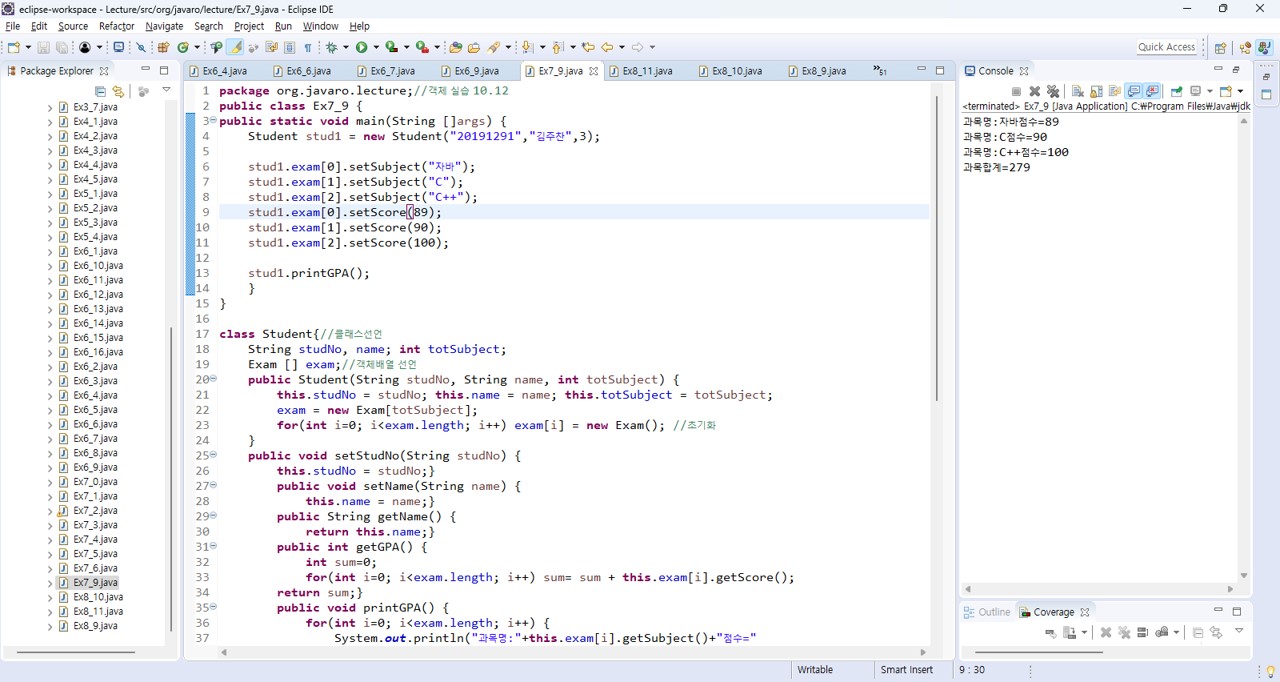 eclipse-workspace - Lecture/src/org/javaro/lecture/Ex7_9.java - Eclipse IDE
File Edit Source Refactor Navigate Search Project Run Window Help
Quick Access
Package Explorer
Ex3_7.java
Ex4_1.java
Ex4_2.java
Ex4_3.java
Ex4_4.java
Ex4_5.java
Ex5_1.java
Ex5_2.java
Ex5_3.java
Ex5_4.java
Ex6_1.java
Ex6_10.java
Ex6_11.java
Ex6_12.java
Ex6_13.java
Ex6_14.java
Ex6_15.java
Ex6_16.java
Ex6_2.java
Ex6_3.java
Ex6_4.java
Ex6_5.java
Ex6_6.java
Ex6_7.java
Ex6_8.java
Ex6_9.java
Ex7_0.java
Ex7_1.java
Ex7_2.java
Ex7_3.java
Ex7_4.java
Ex7_5.java
Ex7_6.java
Ex7_9.java
Ex8_10.java
Ex8_11.java
Ex8_9.java
Ex6_4.java Ex6_6.java Ex6_7.java Ex6_9.java Ex7_9.java Ex8_11.java Ex8_10.java Ex8_9.java »51
1 package org.javaro.lecture;//객체 실습 10.12
2 public class Ex7_9 {
3 public static void main(String []args) {
4 Student stud1 = new Student("20191291","김주찬",3);
5
6 stud1.exam[0].setSubject("자바");
7 stud1.exam[1].setSubject("C");
8 stud1.exam[2].setSubject("C++");
9 stud1.exam[0].setScore(89);
10 stud1.exam[1].setScore(90);
11 stud1.exam[2].setScore(100);
12
13 stud1.printGPA();
14 }
15 }
16
17 class Student{//클래스선언
18 String studNo, name; int totSubject;
19 Exam [] exam;//객체배열 선언
20 public Student(String studNo, String name, int totSubject) {
21 this.studNo = studNo; this.name = name; this.totSubject = totSubject;
22 exam = new Exam[totSubject];
23 for(int i=0; i<exam.length; i++) exam[i] = new Exam(); //초기화
24 }
25 public void setStudNo(String studNo) {
26 this.studNo = studNo;}
27 public void setName(String name) {
28 this.name = name;}
29 public String getName() {
30 return this.name;}
31 public int getGPA() {
32 int sum=0;
33 for(int i=0; i<exam.length; i++) sum= sum + this.exam[i].getScore();
34 return sum;}
35 public void printGPA() {
36 for(int i=0; i<exam.length; i++) {
37 System.out.println("과목명:"+this.exam[i].getSubject()+"점수="
Console
<terminated> Ex7_9 [Java Application] C:₩Program Files₩Java₩jdk
과목명:자바점수=89
과목명:C점수=90
과목명:C++점수=100
과목합계=279
Outline Coverage
Writable Smart Insert 9 : 30